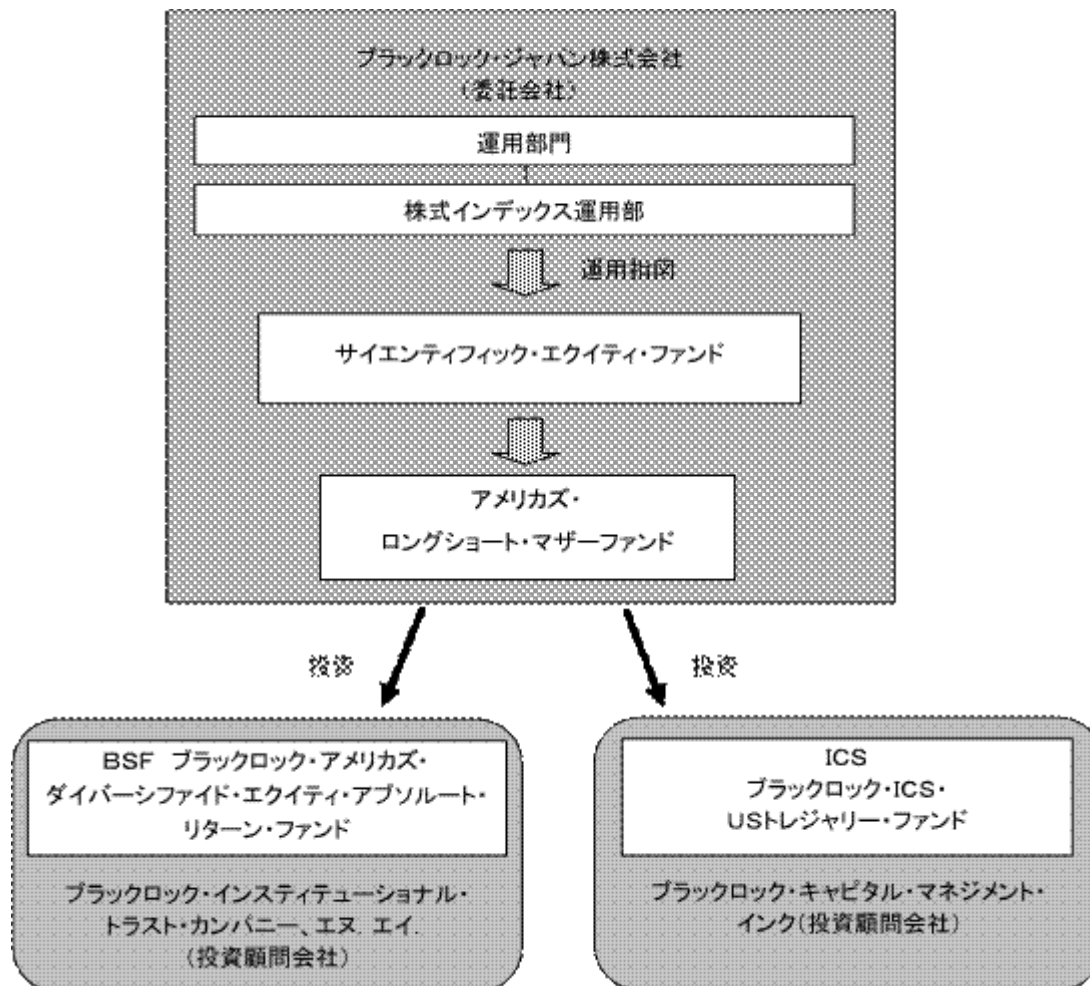 ブラックロック・ジャパン株式会社
(委託会社)
運用部門
株式インデックス運用部
運用指図
サイエンティフィック・エクイティ・ファンド
アメリカズ・
ロングショート・マザーファンド
投資
投資
BSF ブラックロック・アメリカズ・
ダイバーシファイド・エクイティ・アブソルート・
リターン・ファンド
ブラックロック・インスティテューショナル・
トラスト・カンパニー、エヌ.エイ.
(投資顧問会社)
ICS
ブラックロック・ICS・
USトレジャリー・ファンド
ブラックロック・キャピタル・マネジメント・
インク(投資顧問会社)